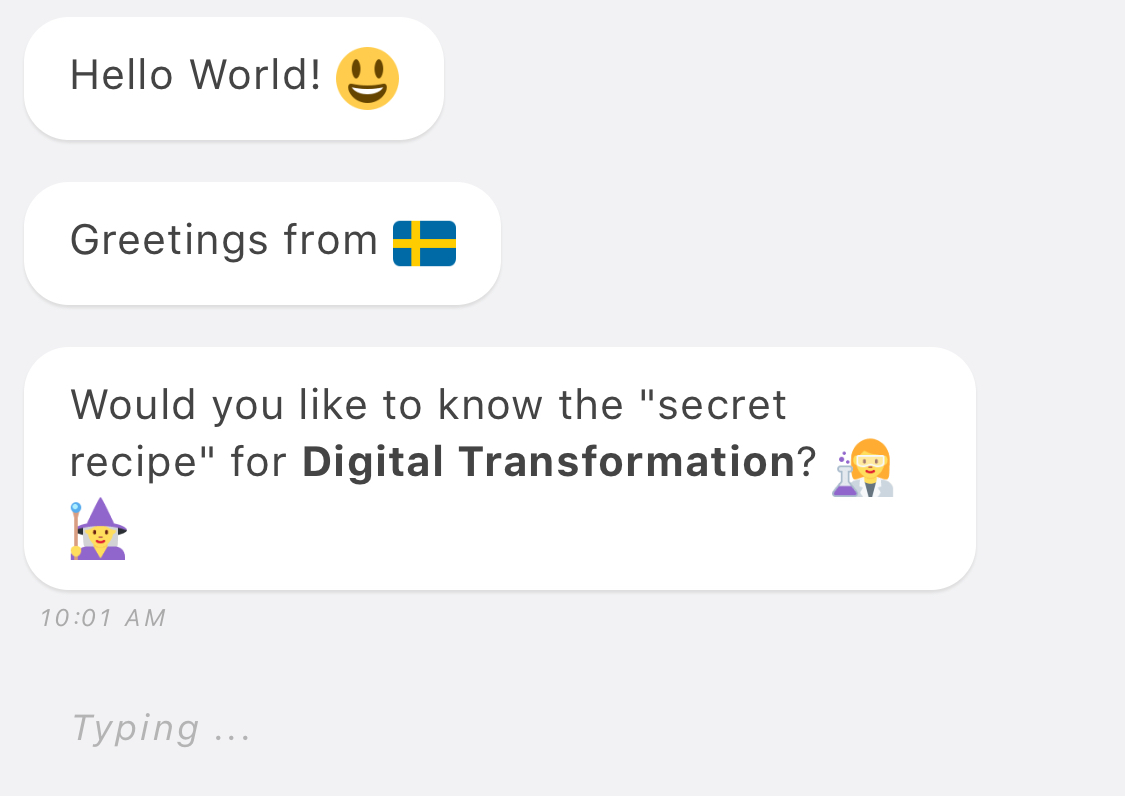 Hello World! 😃
Greetings from 🇸🇪
Would you like to know the "secret
recipe" for Digital Transformation? 👩‍🔬
🧙‍♀️
10:01 AM
Typing ...